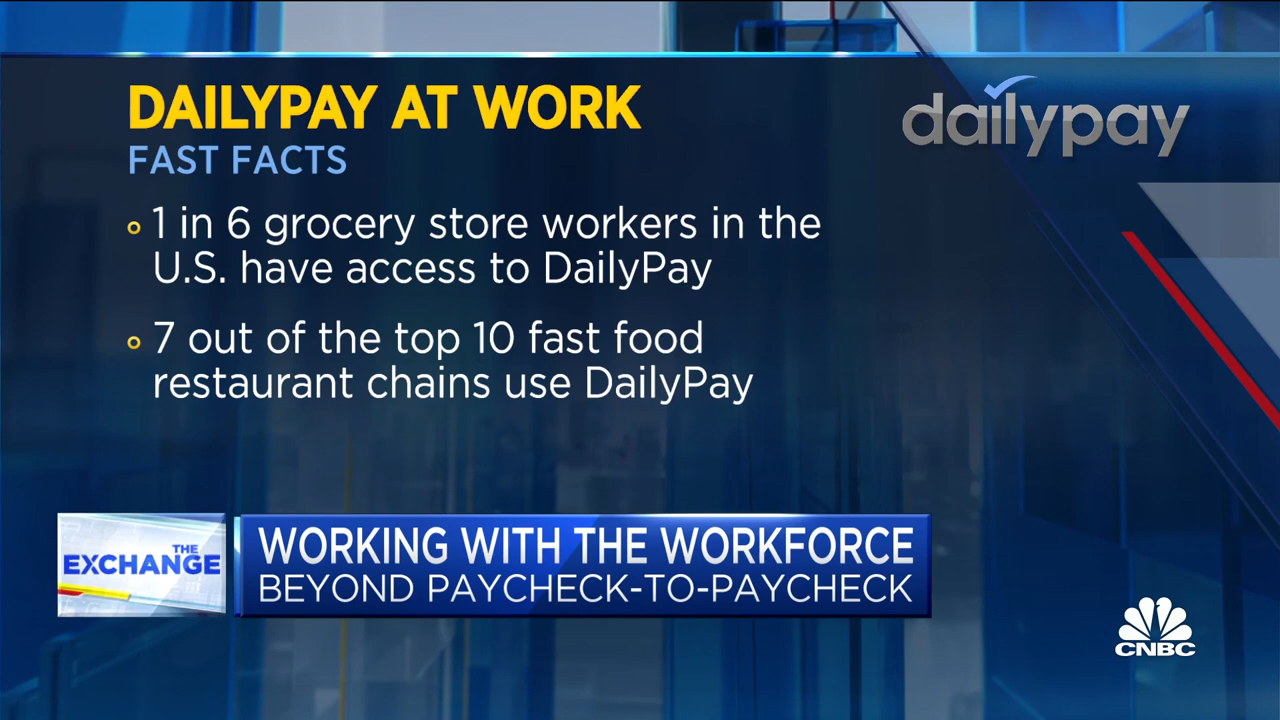 DAILYPAY AT WORK
FAST FACTS
dailypay
1 in 6 grocery store workers in the
U.S. have access to DailyPay
7 out of the top 10 fast food
restaurant chains use DailyPay
THE
EXCHANGE
WORKING WITH THE WORKFORCE
BEYOND PAYCHECK-TO-PAYCHECK
CNBC